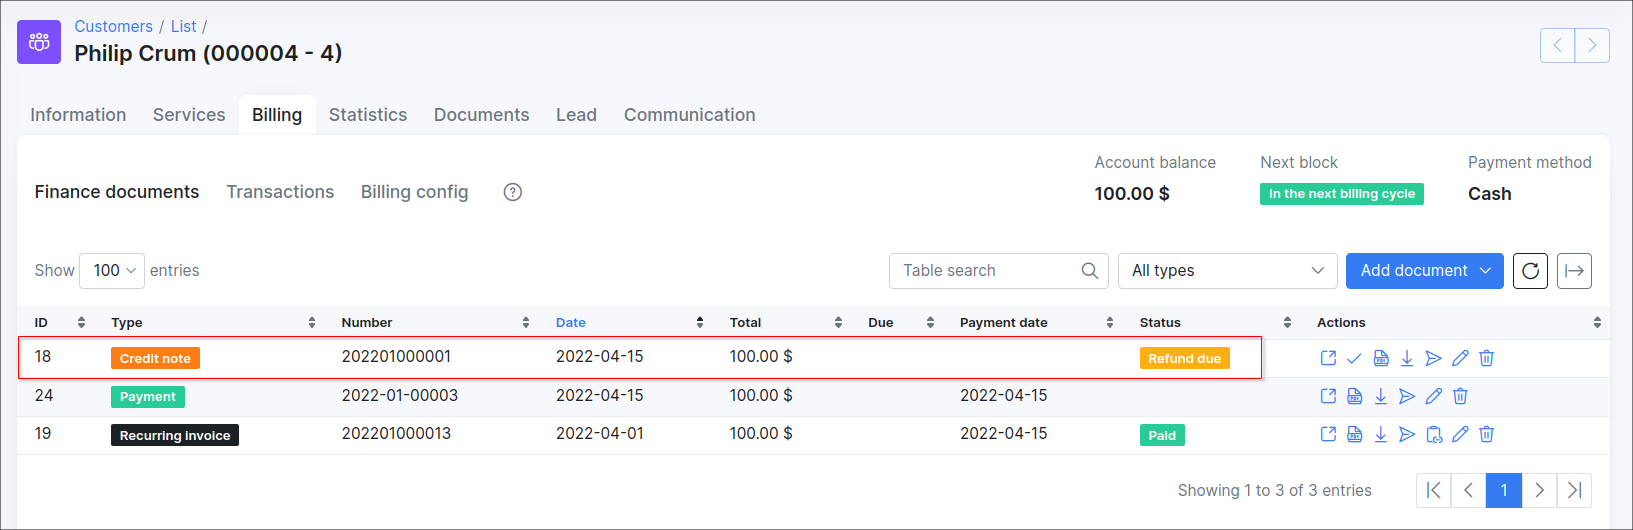 Customers / List /
Philip Crum (000004 - 4)
Information Services Billing Statistics Documents Lead Communication
Account balance Next block Payment method
100.00 $ In the next billing cycle Cash
Finance documents Transactions Billing config ?
Show 100 entries Table search All types Add document
ID Type Number Date Total Due Payment date Status Actions
18 Credit note 202201000001 2022-04-15 100.00 $ Refund due
24 Payment 2022-01-00003 2022-04-15 100.00 $ 2022-04-15
19 Recurring invoice 202201000013 2022-04-01 100.00 $ 2022-04-15 Paid
Showing 1 to 3 of 3 entries 1